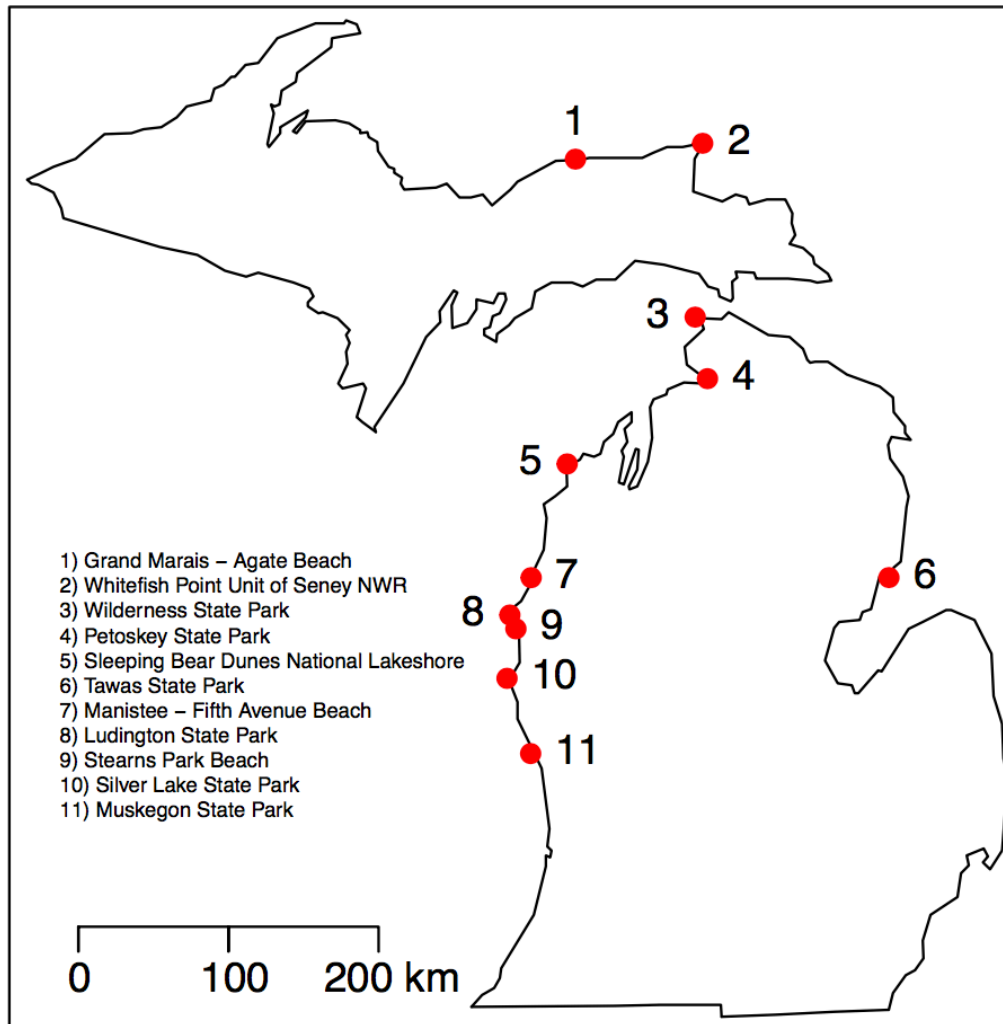 1
2
3
4
5
6
7
8
9
10
11
1) Grand Marais – Agate Beach
2) Whitefish Point Unit of Seney NWR
3) Wilderness State Park
4) Petoskey State Park
5) Sleeping Bear Dunes National Lakeshore
6) Tawas State Park
7) Manistee – Fifth Avenue Beach
8) Ludington State Park
9) Stearns Park Beach
10) Silver Lake State Park
11) Muskegon State Park
0 100 200 km